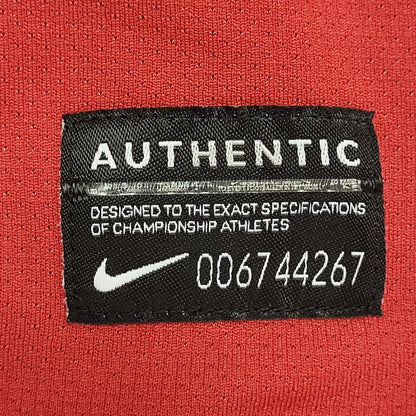 AUTHENTIC
DESIGNED TO THE EXACT SPECIFICATIONS
OF CHAMPIONSHIP ATHLETES
006744267